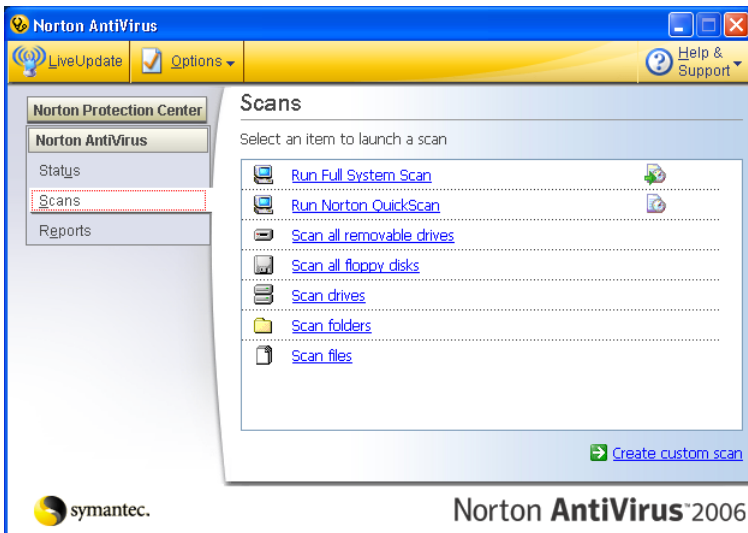 Norton AntiVirus
LiveUpdate Options Help & Support
Norton Protection Center
Norton AntiVirus
Status
Scans
Reports
Scans
Select an item to launch a scan
Run Full System Scan
Run Norton QuickScan
Scan all removable drives
Scan all floppy disks
Scan drives
Scan folders
Scan files
Create custom scan
symantec.
Norton AntiVirus™2006